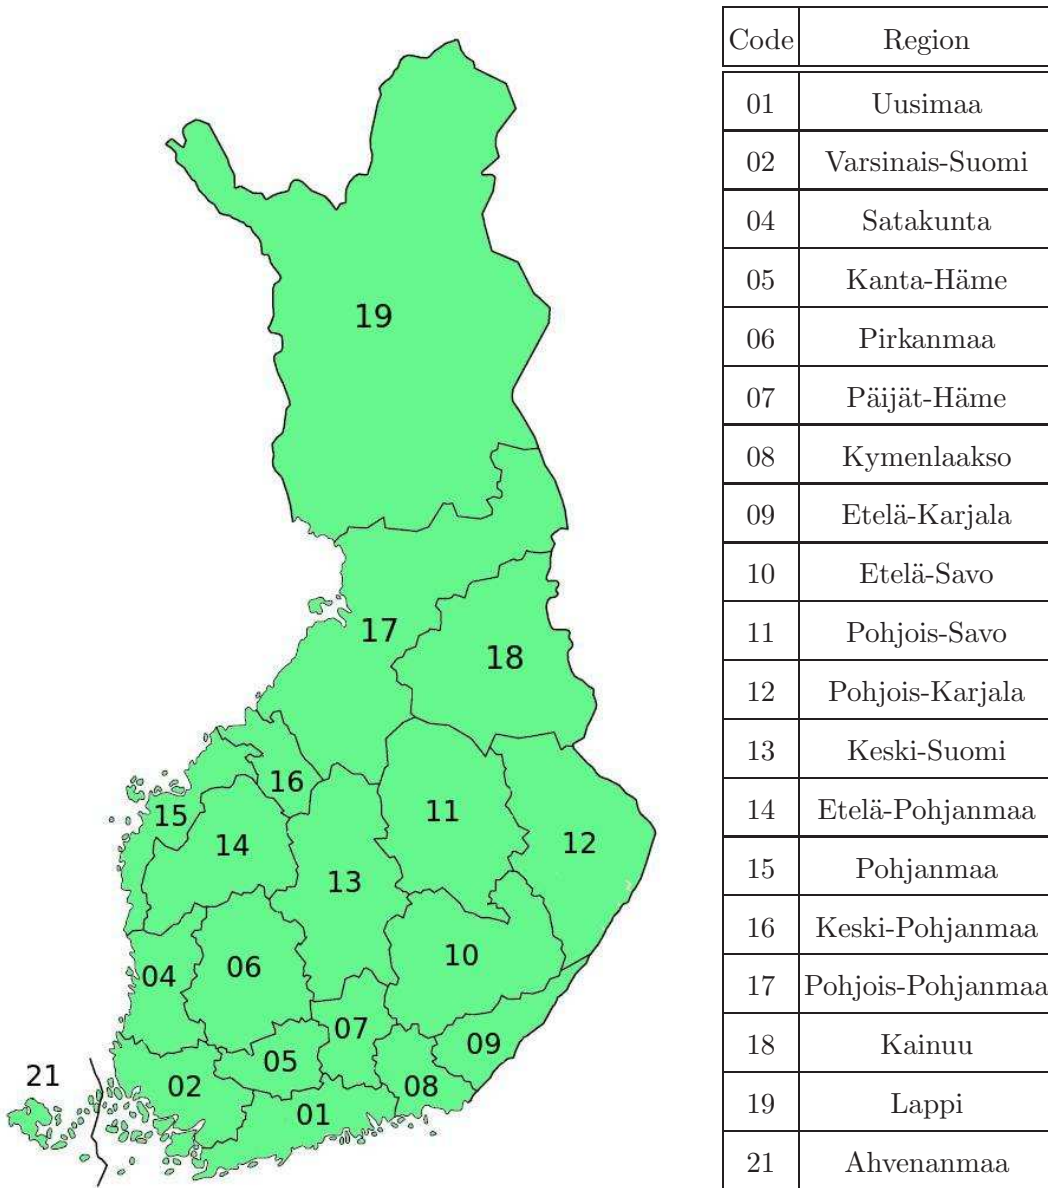 19
17
18
16
15
11
14
12
13
10
04
06
07
09
05
21
02
08
01
Code Region
01 Uusimaa
02 Varsinais-Suomi
04 Satakunta
05 Kanta-Häme
06 Pirkanmaa
07 Päijät-Häme
08 Kymenlaakso
09 Etelä-Karjala
10 Etelä-Savo
11 Pohjois-Savo
12 Pohjois-Karjala
13 Keski-Suomi
14 Etelä-Pohjanmaa
15 Pohjanmaa
16 Keski-Pohjanmaa
17 Pohjois-Pohjanmaa
18 Kainuu
19 Lappi
21 Ahvenanmaa